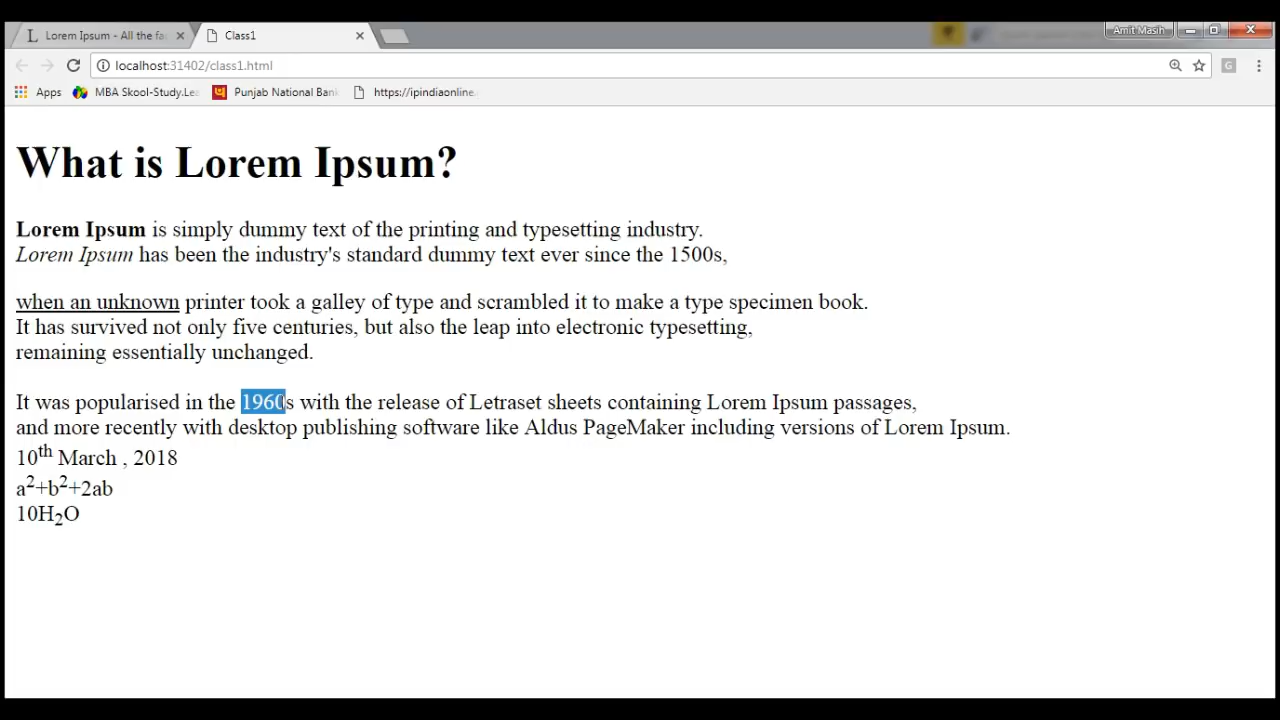 Lorem Ipsum - All the fac
Class1
Amit Masih
localhost:31402/class1.html
Apps
MBA Skool-Study.Lea
Punjab National Bank
https://ipindiaonline.
What is Lorem Ipsum?
Lorem Ipsum is simply dummy text of the printing and typesetting industry.
Lorem Ipsum has been the industry's standard dummy text ever since the 1500s,
when an unknown printer took a galley of type and scrambled it to make a type specimen book.
It has survived not only five centuries, but also the leap into electronic typesetting,
remaining essentially unchanged.
It was popularised in the 1960s with the release of Letraset sheets containing Lorem Ipsum passages,
and more recently with desktop publishing software like Aldus PageMaker including versions of Lorem Ipsum.
10th March , 2018
a2+b2+2ab
10H2O